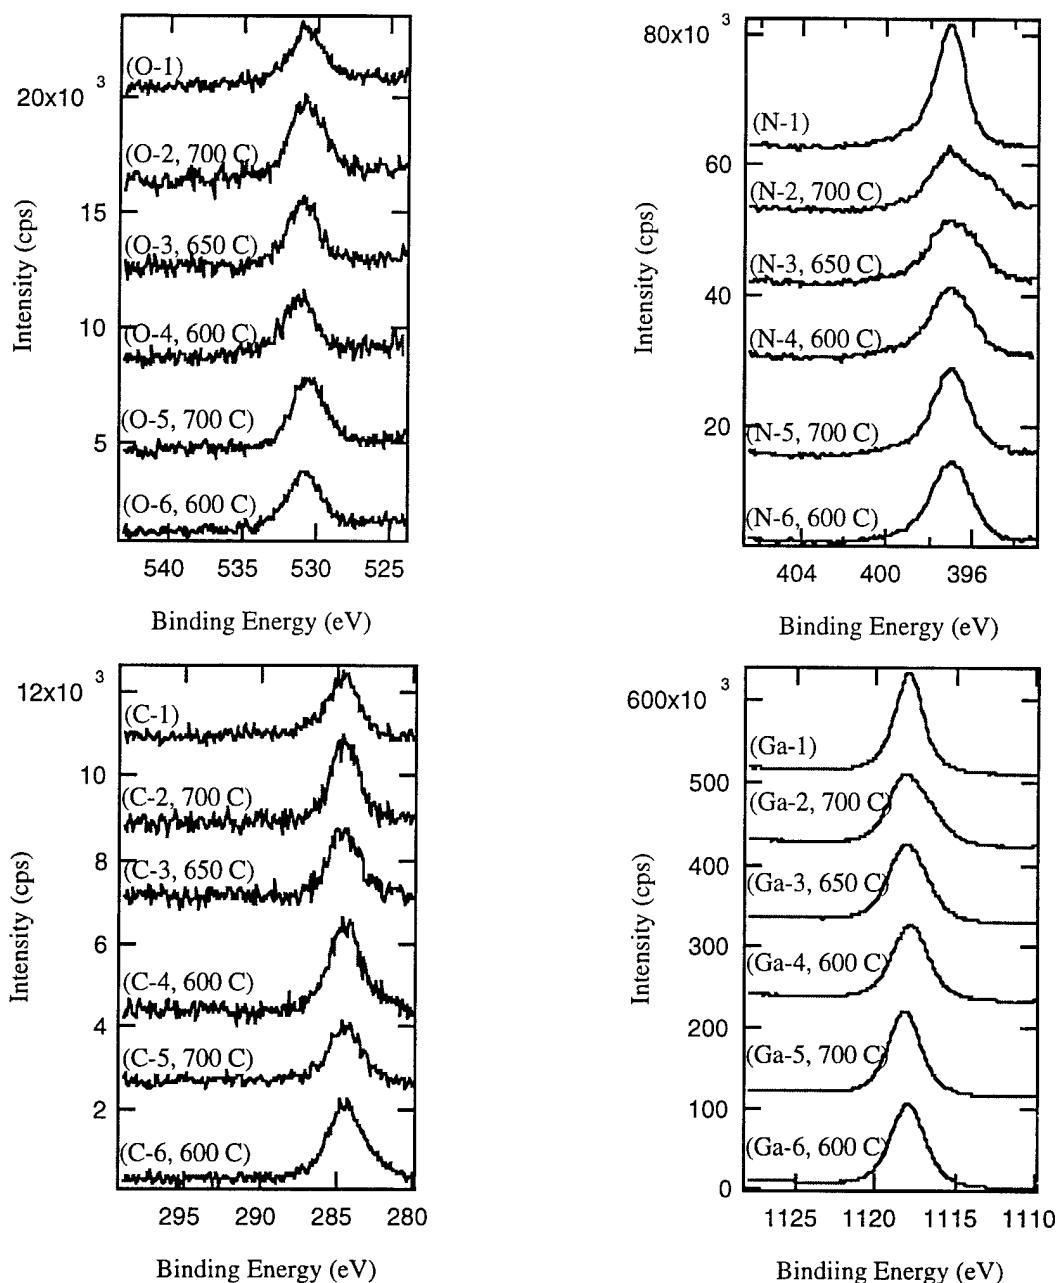 20x10 3
(O-1)
(O-2, 700 C)
15
(O-3, 650 C)
10
(O-4, 600 C)
(O-5, 700 C)
5
(O-6, 600 C)
Intensity (cps)
540 535 530 525
Binding Energy (eV)
80x10 3
(N-1)
60
(N-2, 700 C)
(N-3, 650 C)
40
(N-4, 600 C)
20
(N-5, 700 C)
(N-6, 600 C)
Intensity (cps)
404 400 396
Binding Energy (eV)
12x10 3
(C-1)
10
(C-2, 700 C)
8
(C-3, 650 C)
6
(C-4, 600 C)
4
(C-5, 700 C)
2
(C-6, 600 C)
Intensity (cps)
295 290 285 280
Binding Energy (eV)
600x10 3
(Ga-1)
500
(Ga-2, 700 C)
400
(Ga-3, 650 C)
300
(Ga-4, 600 C)
200
(Ga-5, 700 C)
100
(Ga-6, 600 C)
0
Intensity (cps)
1125 1120 1115 1110
Bindiing Energy (eV)